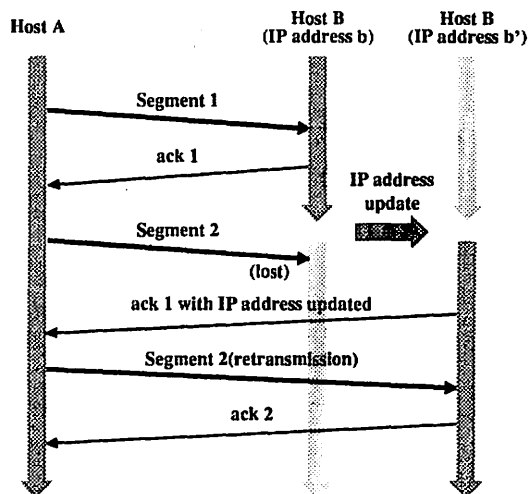 Host A
Host B
(IP address b)
Host B
(IP address b')
Segment 1
ack 1
IP address
update
Segment 2
(lost)
ack 1 with IP address updated
Segment 2(retransmission)
ack 2